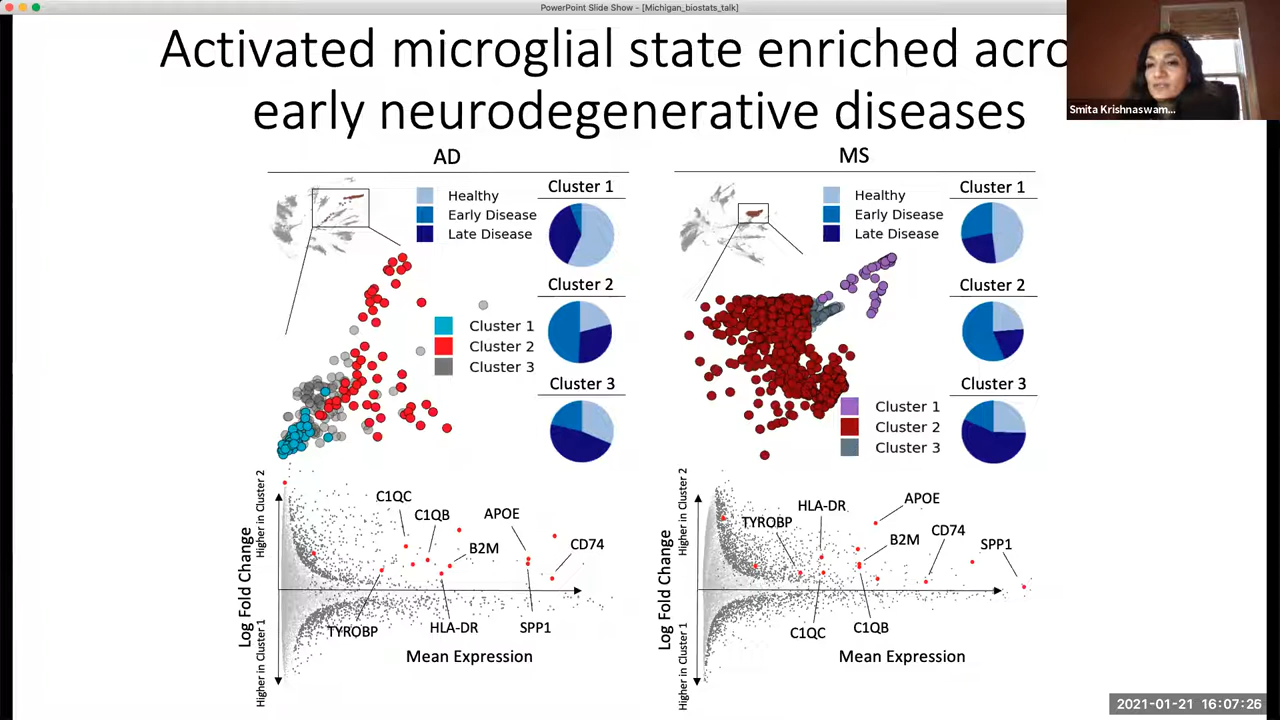 PowerPoint Slide Show - [Michigan_biostats_talk]
Activated microglial state enriched acro
early neurodegenerative diseases
Smita Krishnaswam...
AD
Healthy
Early Disease
Late Disease
Cluster 1
Cluster 2
Cluster 3
Cluster 1
Cluster 2
Cluster 3
MS
Healthy
Early Disease
Late Disease
Cluster 1
Cluster 2
Cluster 3
Cluster 1
Cluster 2
Cluster 3
Log Fold Change
Higher in Cluster 2
Higher in Cluster 1
C1QC
C1QB
APOE
B2M
CD74
TYROBP
HLA-DR
SPP1
Mean Expression
Log Fold Change
Higher in Cluster 2
Higher in Cluster 1
TYROBP
HLA-DR
APOE
B2M
CD74
SPP1
C1QC
C1QB
Mean Expression
2021-01-21 16:07:26